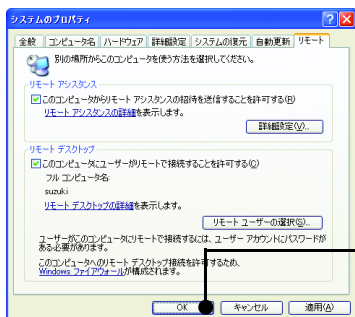 システムのプロパティ
全般 コンピュータ名 ハードウェア 詳細設定 システムの復元 自動更新 リモート
別の場所からこのコンピュータを使う方法を選択してください。
リモート アシスタンス
このコンピュータからリモート アシスタンスの招待を送信することを許可する(R)
リモート アシスタンスの詳細を表示します。
詳細設定(V)...
リモート デスクトップ
このコンピュータにユーザーがリモートで接続することを許可する(C)
フル コンピュータ名:
suzuki
リモート デスクトップの詳細を表示します。
リモート ユーザーの選択(S)...
ユーザーがこのコンピュータにリモートで接続するには、ユーザー アカウントにパスワードが
ある必要があります。
このコンピュータへのリモート デスクトップ接続を許可するため、
Windows ファイアウォールが構成されます。
OK キャンセル 適用(A)